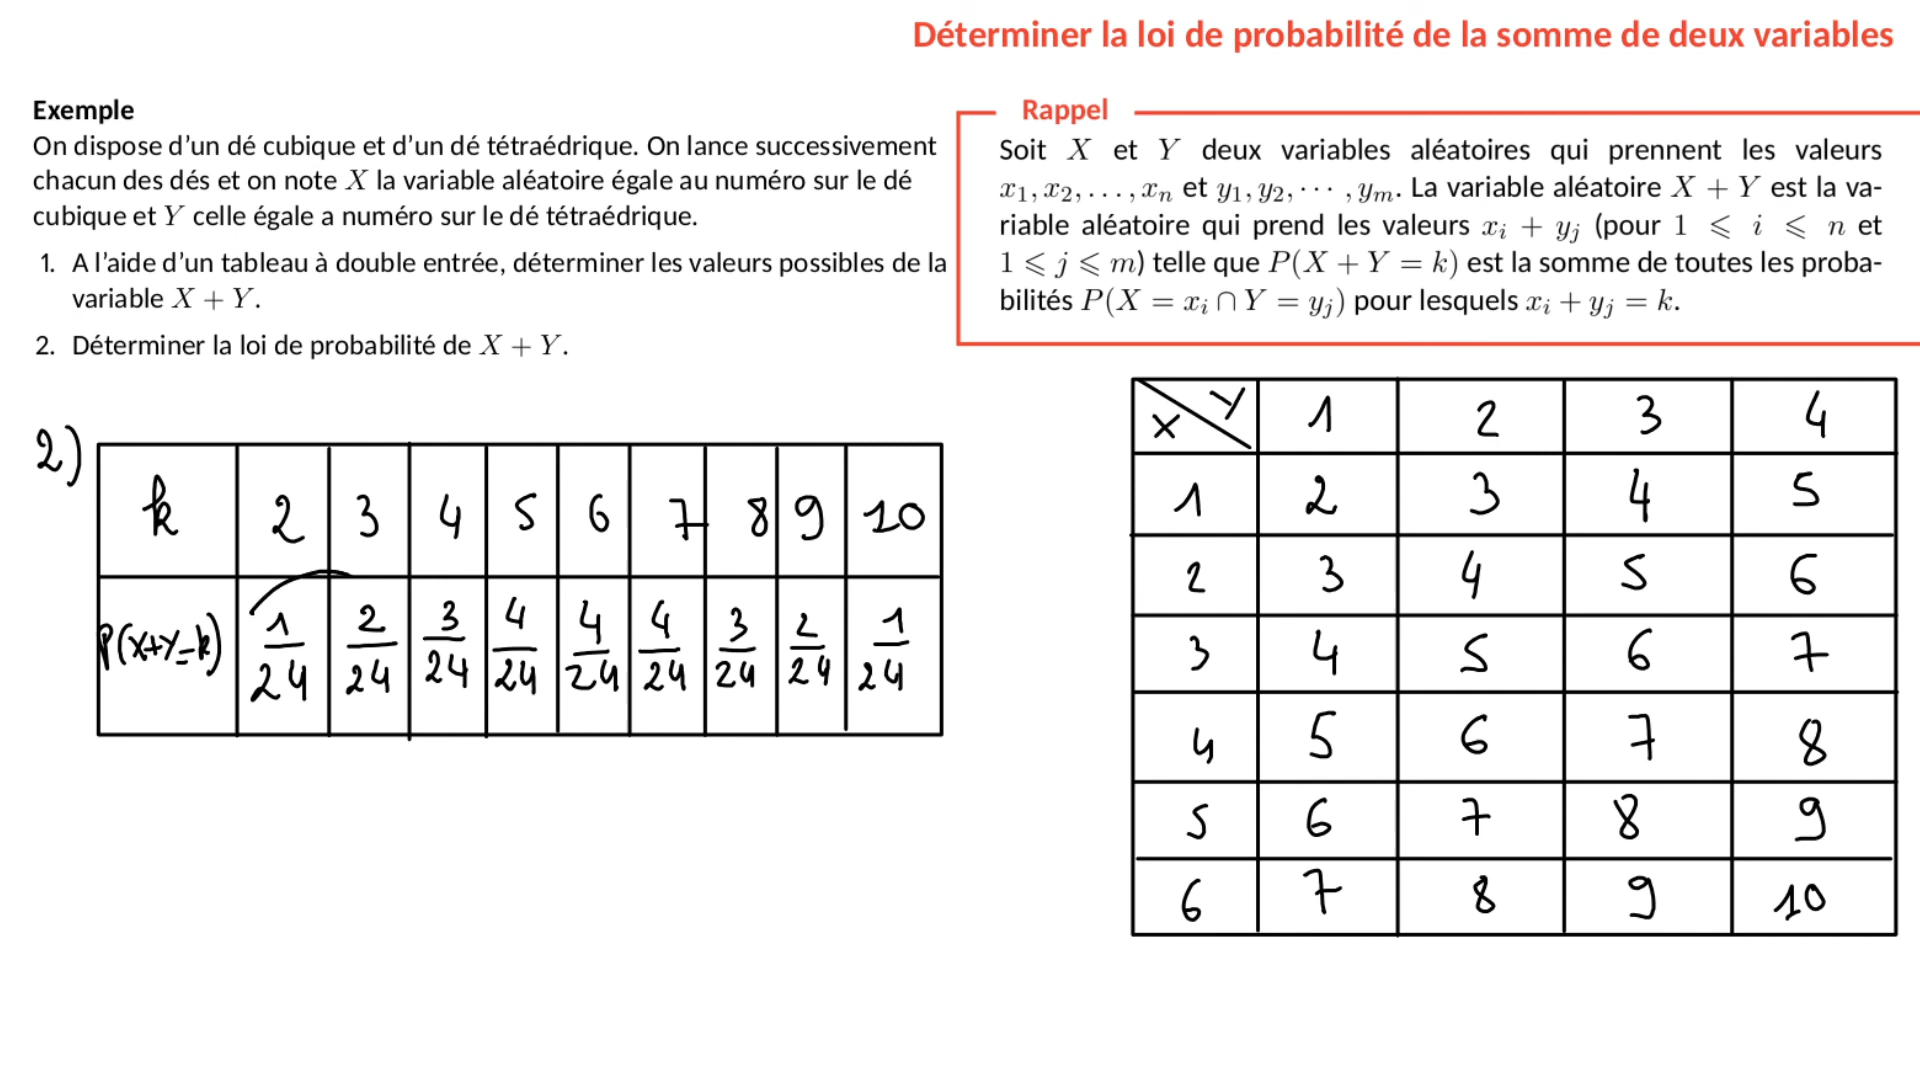 Déterminer la loi de probabilité de la somme de deux variables
Exemple
On dispose d'un dé cubique et d'un dé tétraédrique. On lance successivement
chacun des dés et on note X la variable aléatoire égale au numéro sur le dé
cubique et Y celle égale a numéro sur le dé tétraédrique.
1. A l'aide d'un tableau à double entrée, déterminer les valeurs possibles de la
variable X + Y.
2. Déterminer la loi de probabilité de X + Y.
Rappel
Soit X et Y deux variables aléatoires qui prennent les valeurs
x₁, x₂, . . . , xₙ et y₁, y₂, · · · , yₘ. La variable aléatoire X + Y est la va-
riable aléatoire qui prend les valeurs xᵢ + yⱼ (pour 1 ⩽ i ⩽ n et
1 ⩽ j ⩽ m) telle que P(X + Y = k) est la somme de toutes les proba-
bilités P(X = xᵢ ∩ Y = yⱼ) pour lesquels xᵢ + yⱼ = k.
2)
k 2 3 4 5 6 7 8 9 10
P(X+Y=k) 1/24 2/24 3/24 4/24 4/24 4/24 3/24 2/24 1/24
X Y 1 2 3 4
1 2 3 4 5
2 3 4 5 6
3 4 5 6 7
4 5 6 7 8
5 6 7 8 9
6 7 8 9 10